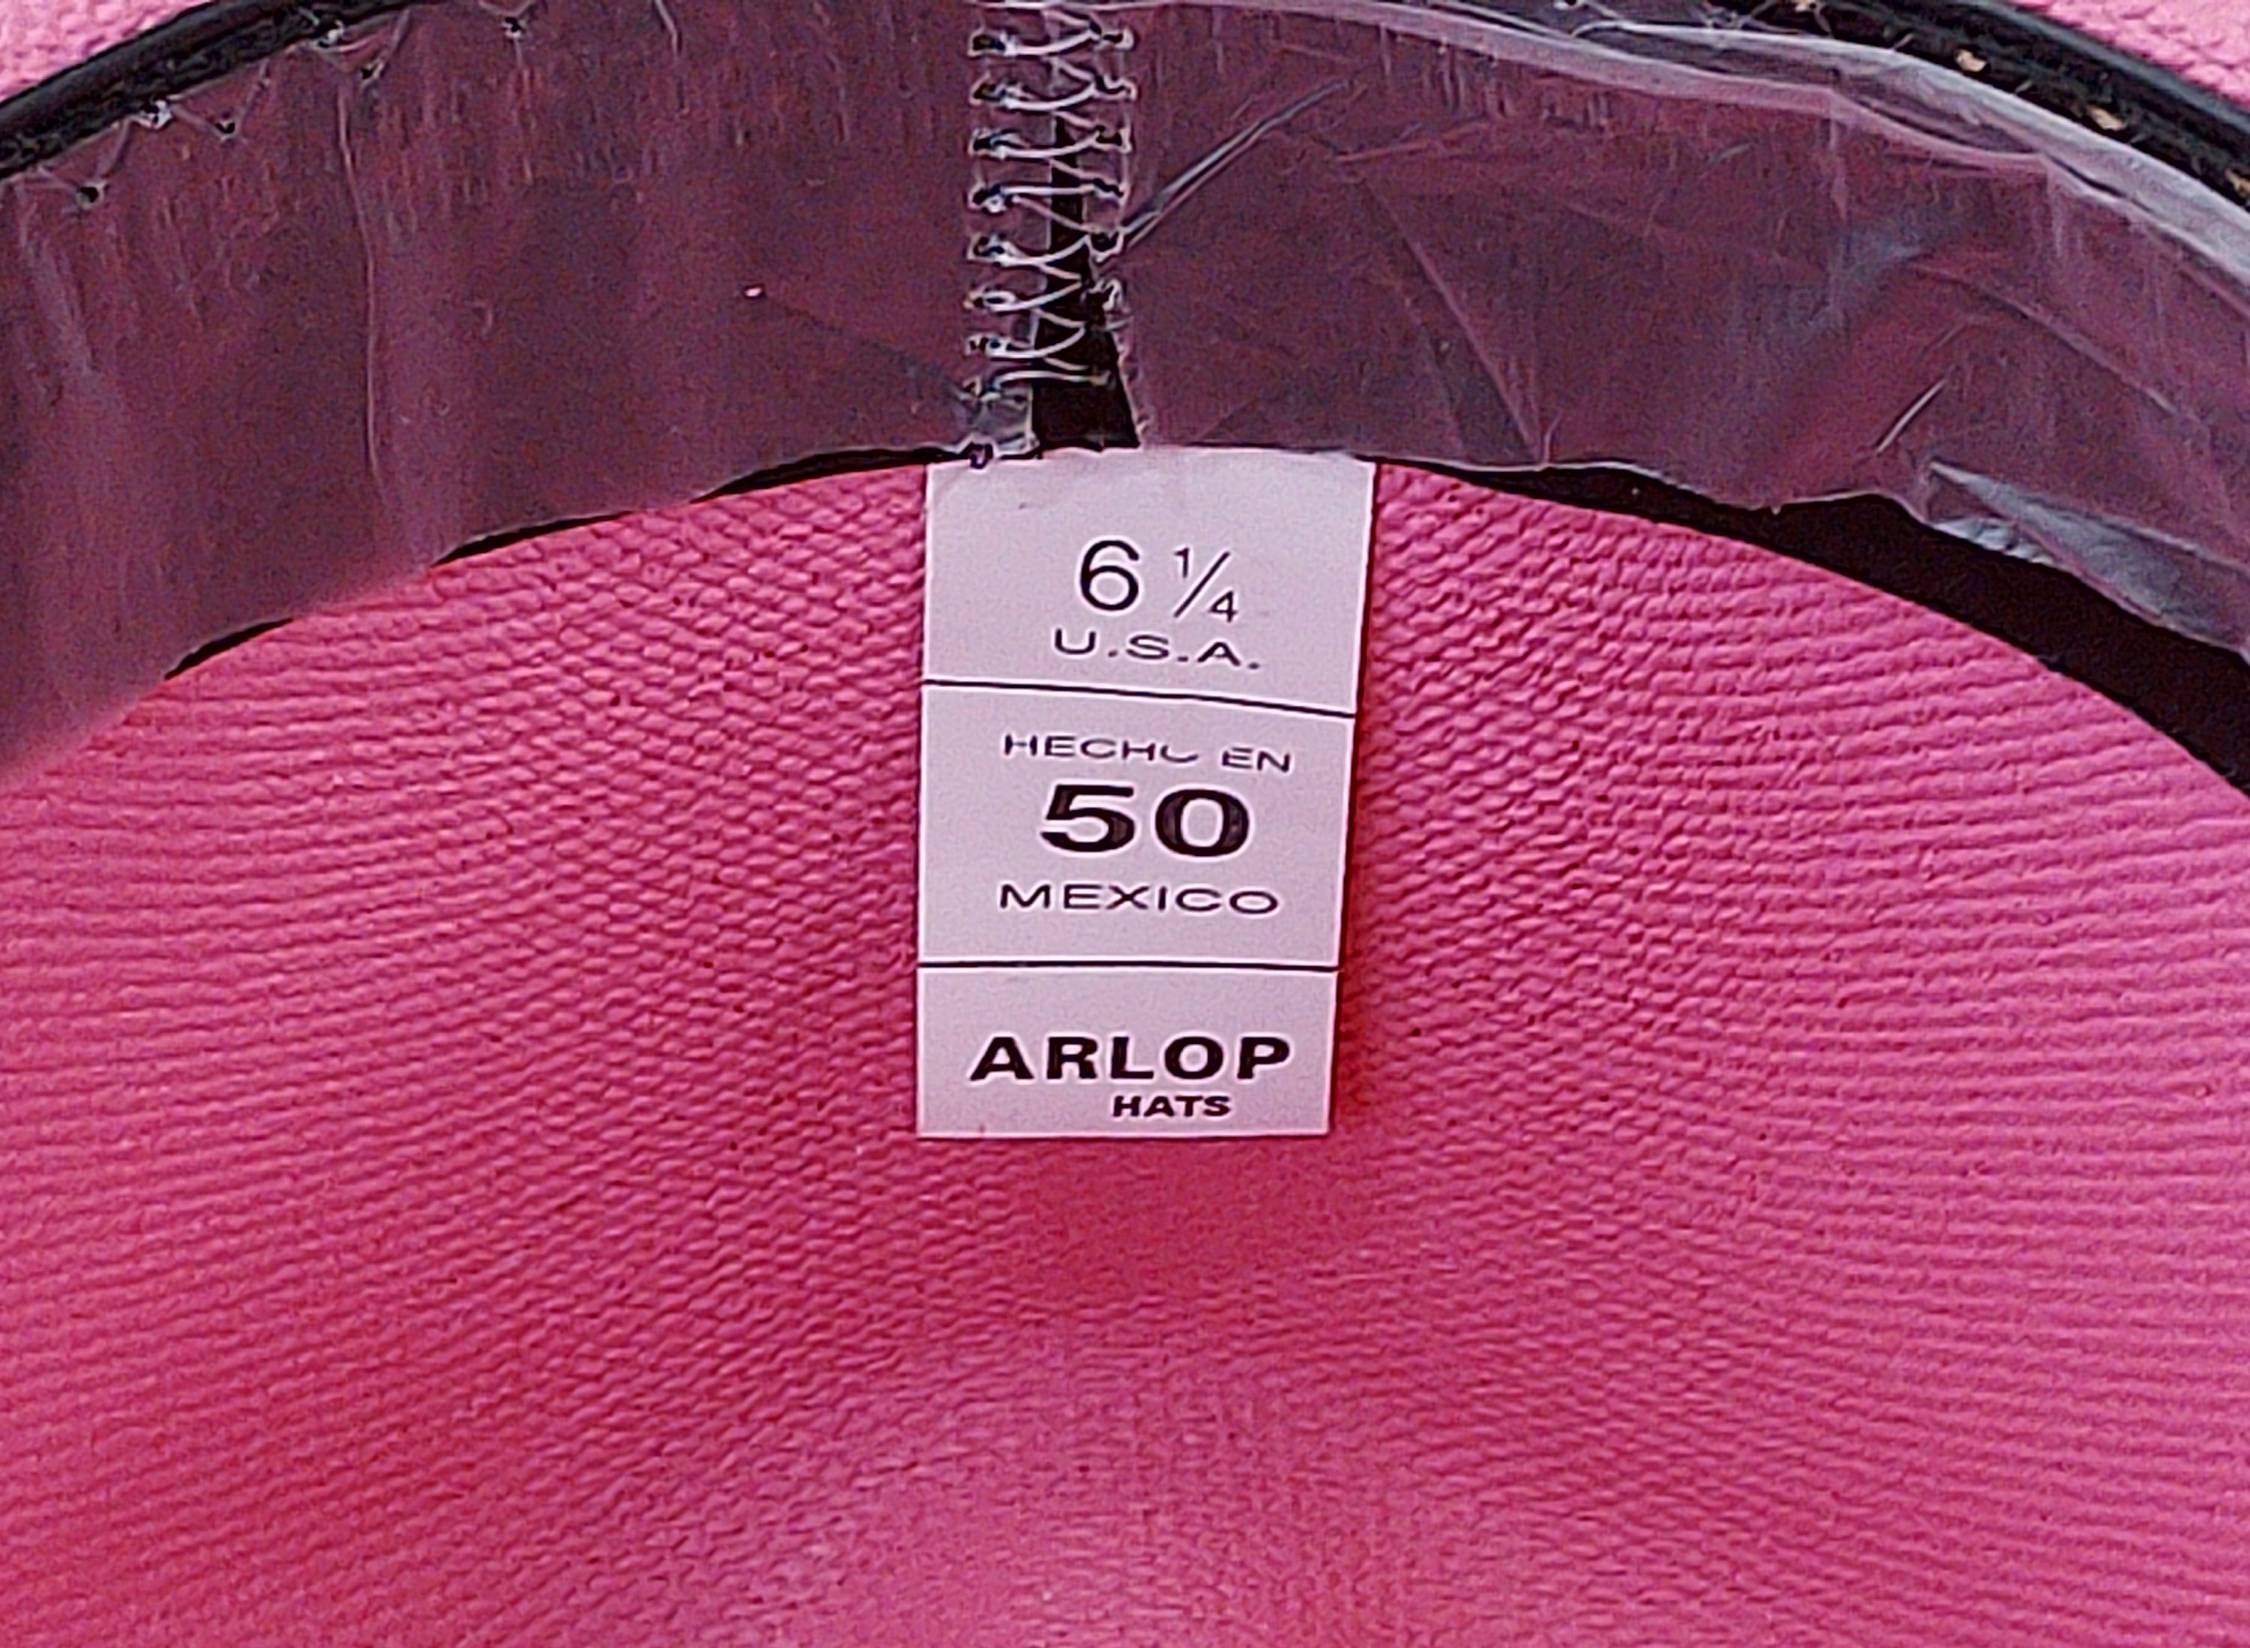 6 1/4
U.S.A.
HECHO EN
50
MEXICO
ARLOP
HATS